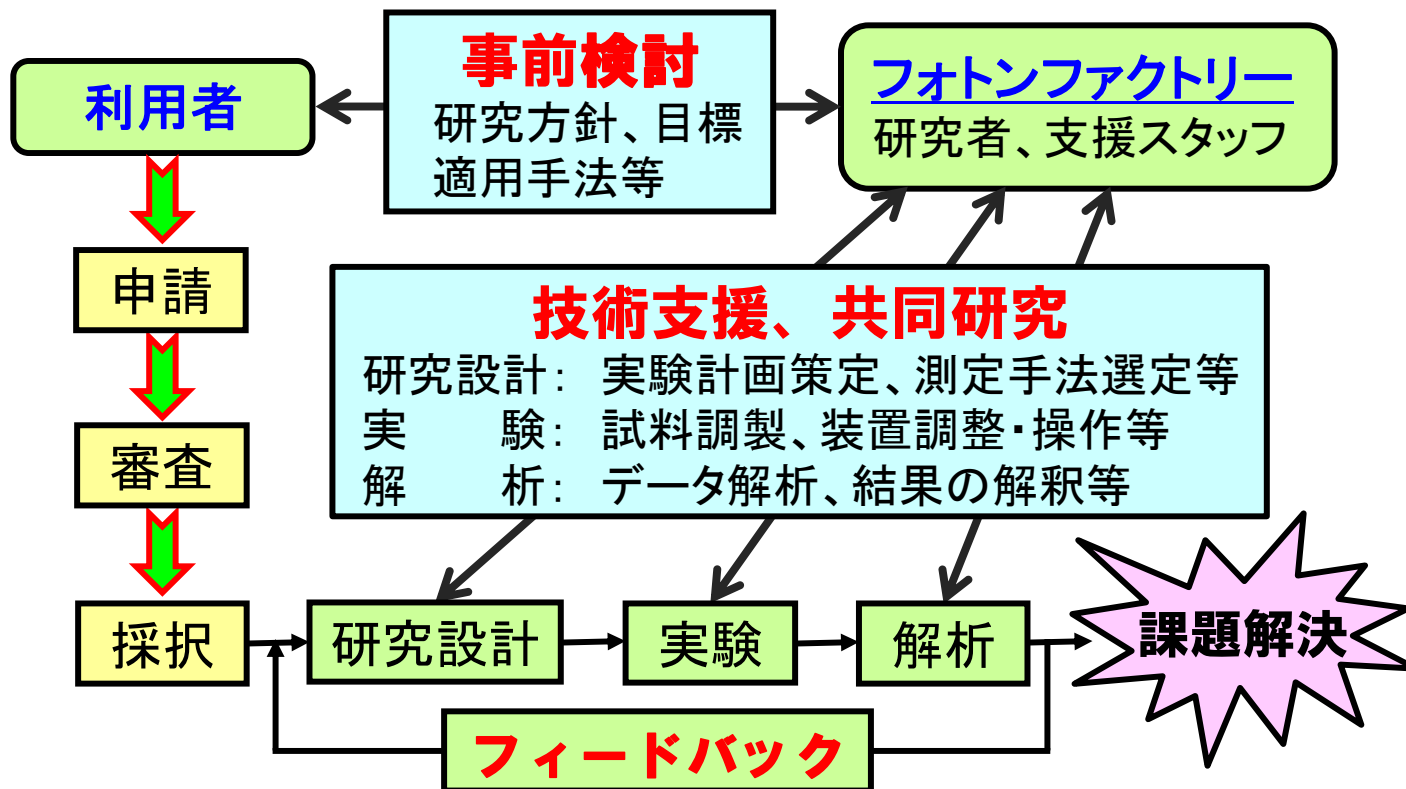 利用者
事前検討
研究方針、目標
適用手法等
フォトンファクトリー
研究者、支援スタッフ
申請
審査
採択
技術支援、共同研究
研究設計： 実験計画策定、測定手法選定等
実　　験： 試料調製、装置調整・操作等
解　　析： データ解析、結果の解釈等
研究設計
実験
解析
課題解決
フィードバック